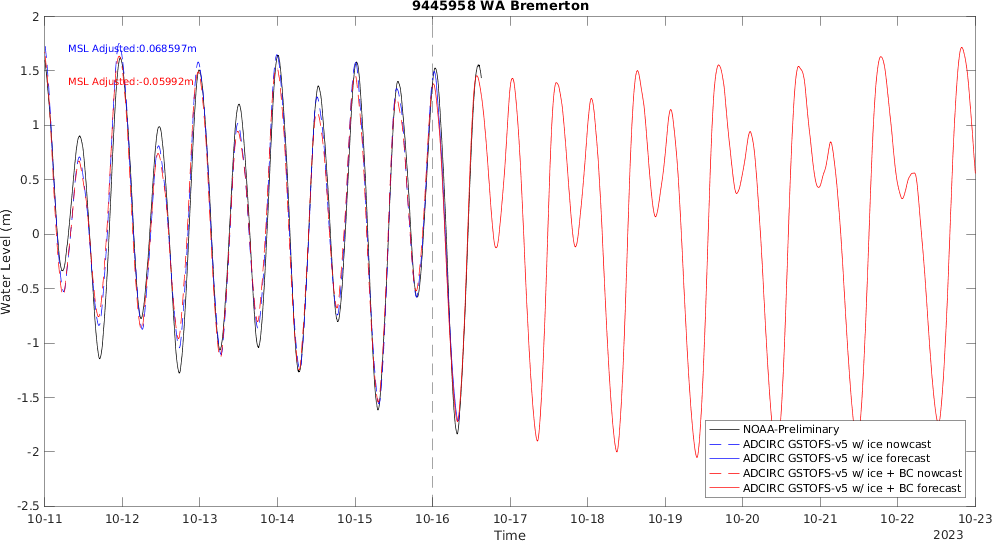 9445958 WA Bremerton
MSL Adjusted:0.068597m
MSL Adjusted:-0.05992m
Water Level (m)
2
1.5
1
0.5
0
-0.5
-1
-1.5
-2
-2.5
NOAA-Preliminary
ADCIRC GSTOFS-v5 w/ ice nowcast
ADCIRC GSTOFS-v5 w/ ice forecast
ADCIRC GSTOFS-v5 w/ ice + BC nowcast
ADCIRC GSTOFS-v5 w/ ice + BC forecast
10-11 10-12 10-13 10-14 10-15 10-16 10-17 10-18 10-19 10-20 10-21 10-22 10-23
Time
2023